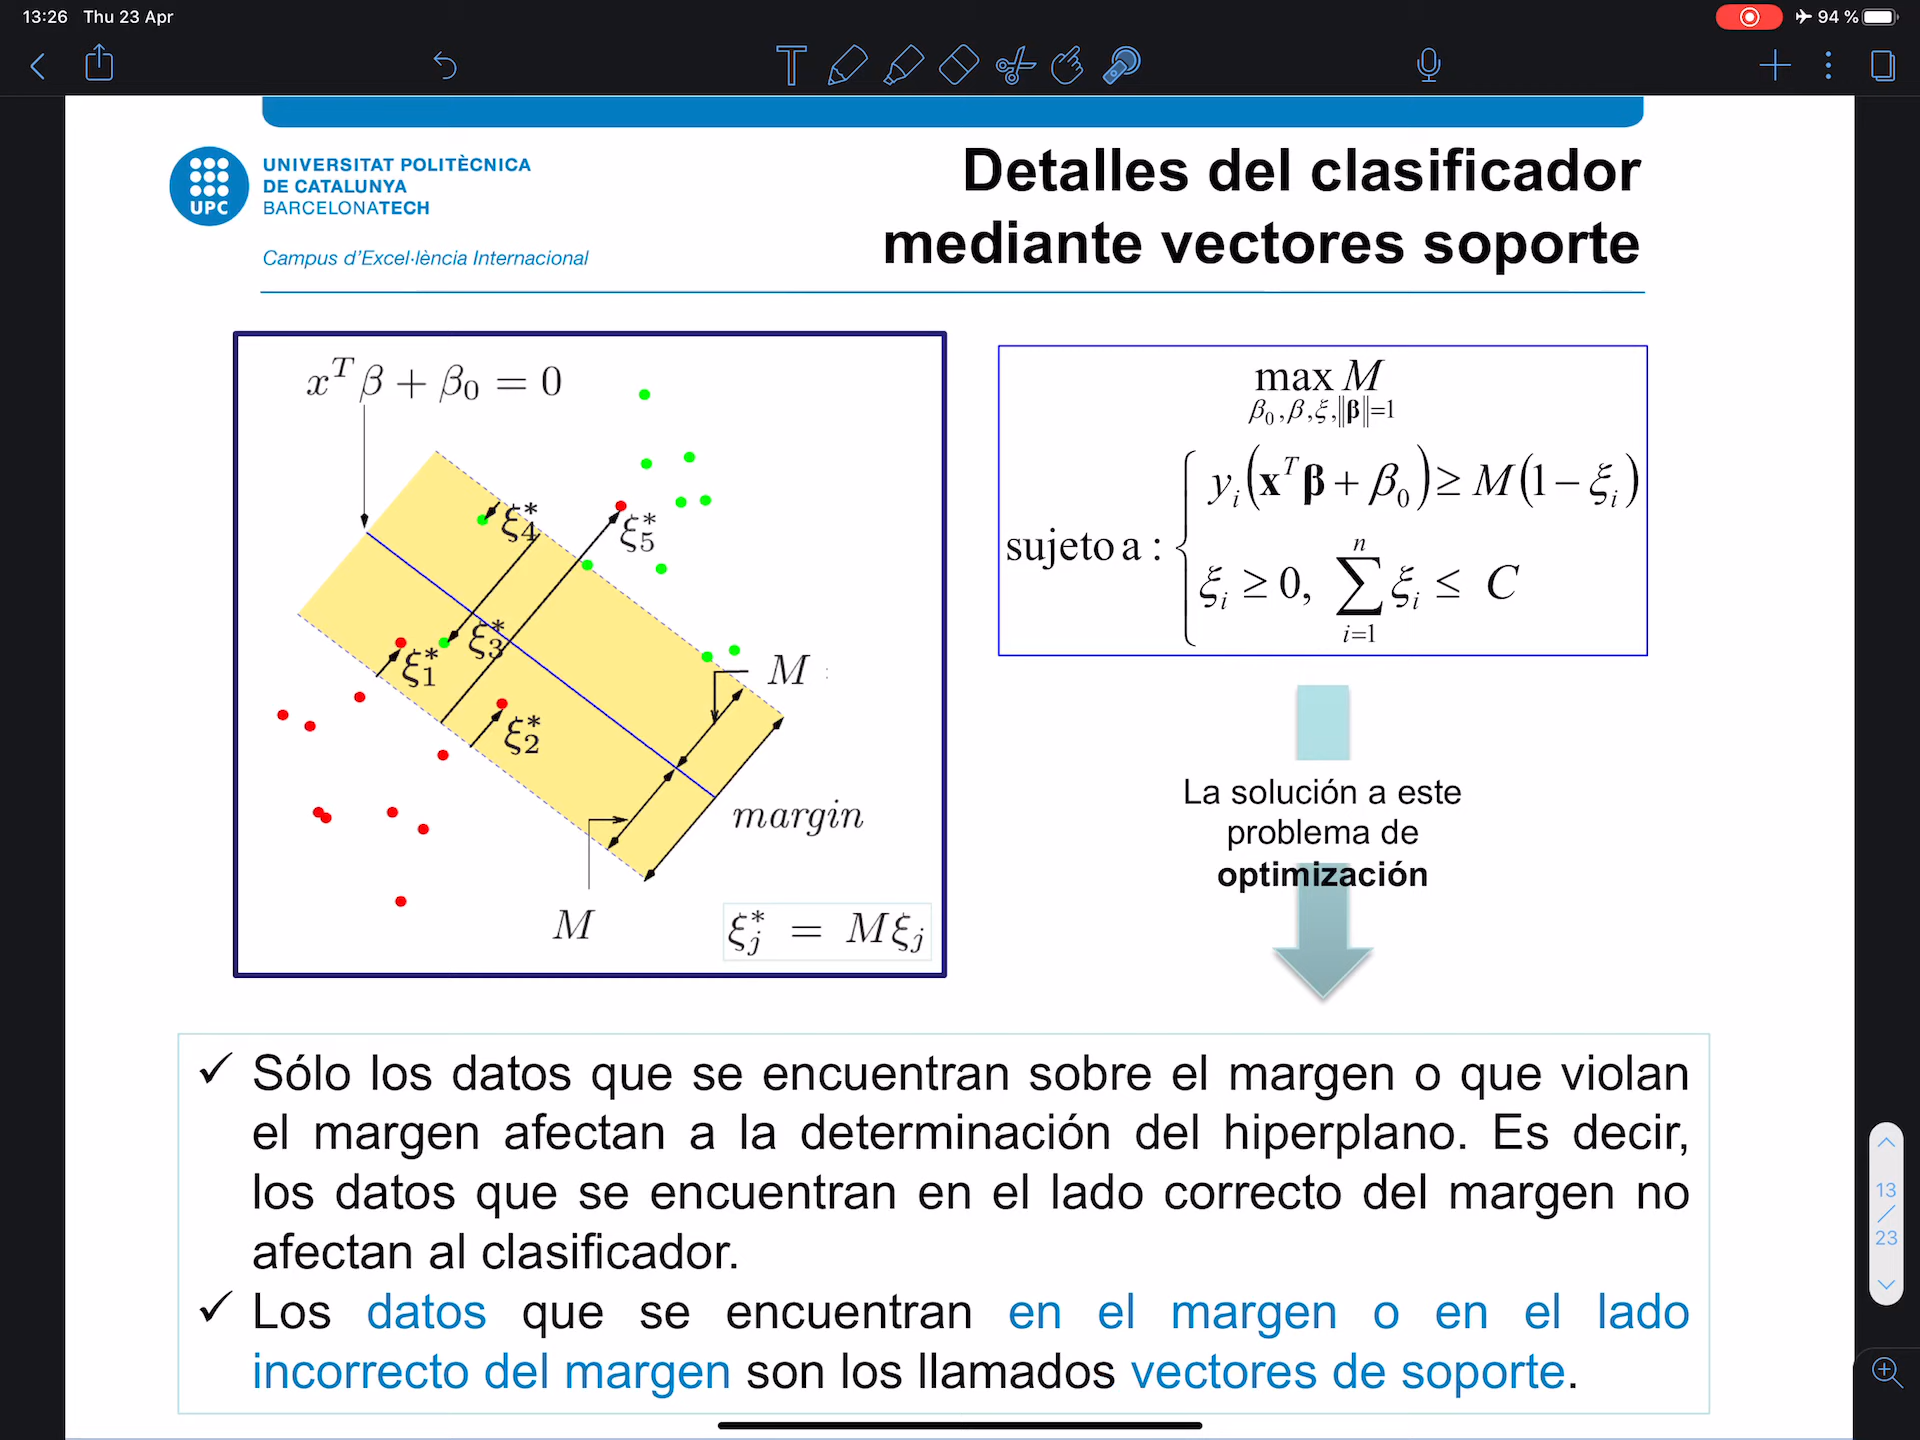 13:26 Thu 23 Apr
94 %
UNIVERSITAT POLITÈCNICA
DE CATALUNYA
BARCELONATECH
UPC
Campus d'Excel·lència Internacional
Detalles del clasificador
mediante vectores soporte
x^T β + β₀ = 0
ξ₄*
ξ₅*
ξ₃*
ξ₁*
ξ₂*
M :
margin
M
ξⱼ* = Mξⱼ
max M
β₀, β, ξ, ‖β‖=1
yᵢ(x^T β + β₀) ≥ M(1 − ξᵢ)
sujeto a :
ξᵢ ≥ 0, ∑_{i=1}^{n} ξᵢ ≤ C
La solución a este
problema de
optimización
✓ Sólo los datos que se encuentran sobre el margen o que violan
el margen afectan a la determinación del hiperplano. Es decir,
los datos que se encuentran en el lado correcto del margen no
afectan al clasificador.
✓ Los datos que se encuentran en el margen o en el lado
incorrecto del margen son los llamados vectores de soporte.
13
/
23